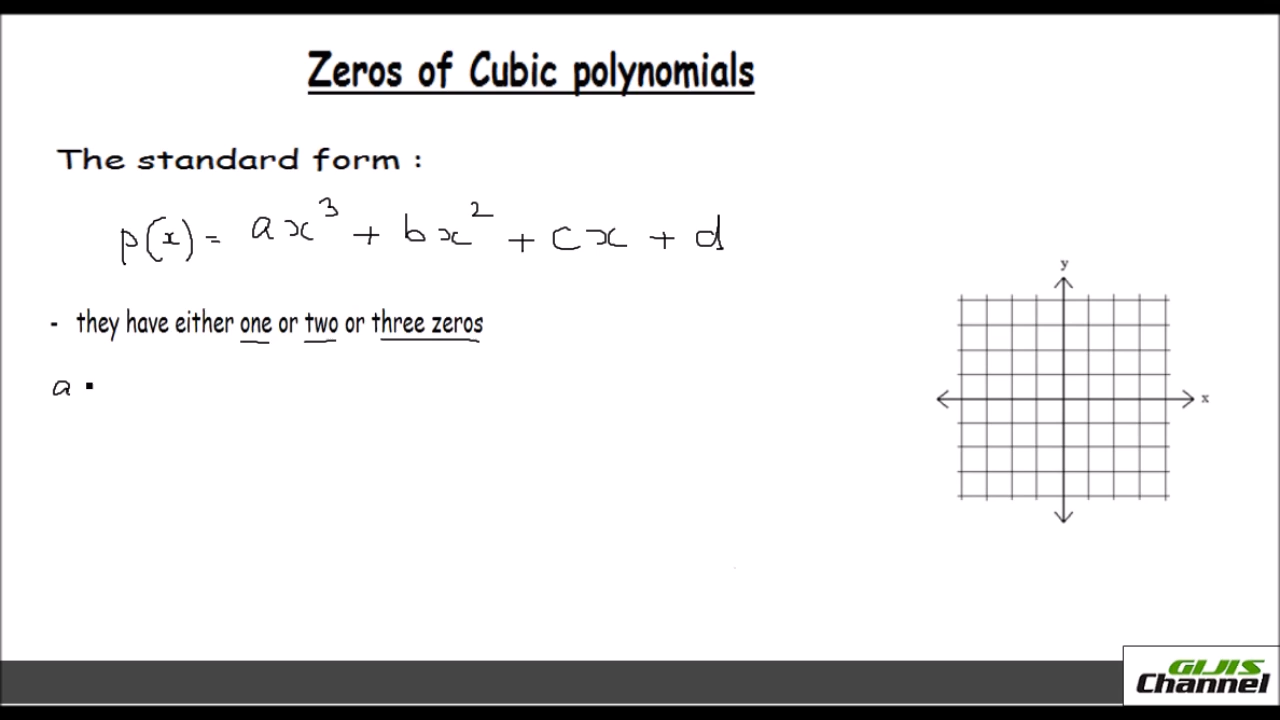 Zeros of Cubic polynomials
The standard form :
p(x) = ax³ + bx² + cx + d
- they have either one or two or three zeros
a
y
x
GIJIS
Channel